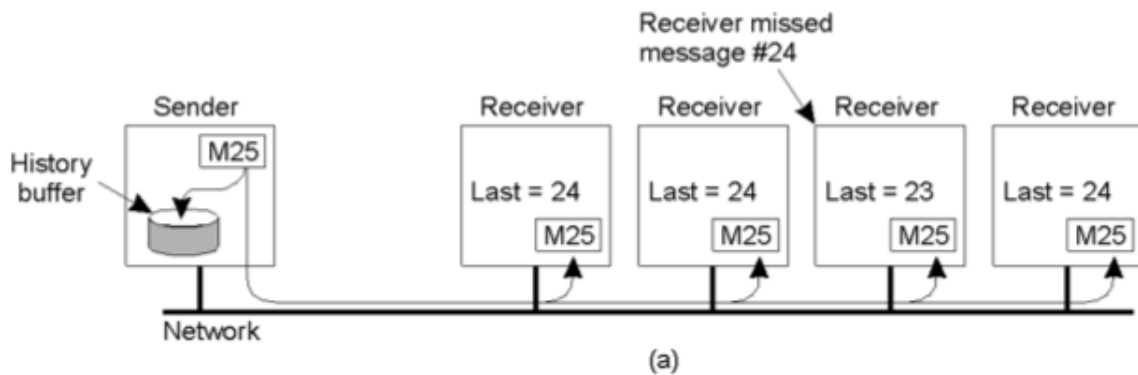 Receiver missed
message #24
Sender
Receiver
Receiver
Receiver
Receiver
History
buffer
M25
Last = 24
Last = 24
Last = 23
Last = 24
M25
M25
M25
M25
Network
(a)